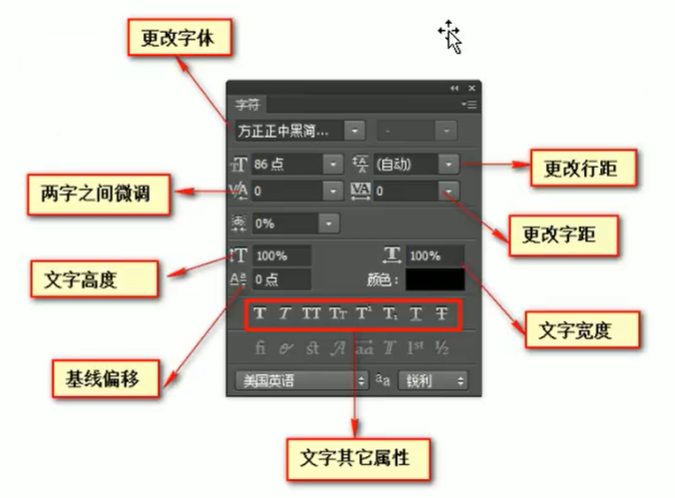 更改字体
字符
方正正中黑简... -
86 点 (自动)
更改行距
两字之间微调
0 0
0%
更改字距
文字高度
100% 100%
0 点 颜色：
文字宽度
T T TT TT T¹ T₁ T T
fi st A aa T 1st ½
基线偏移
美国英语 aa 锐利
文字其它属性